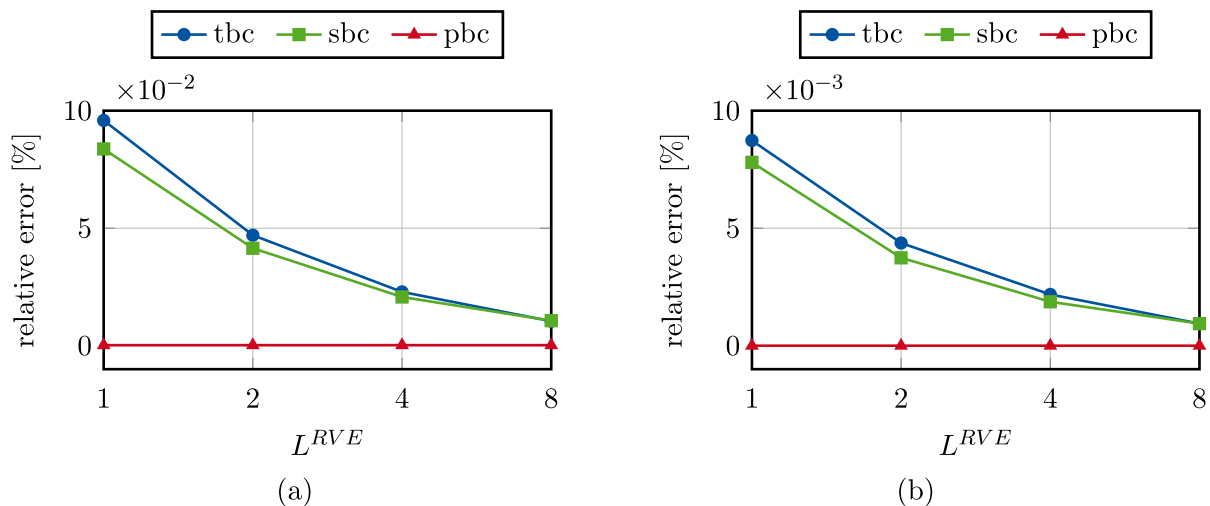 tbc sbc pbc
×10⁻²
10
5
0
relative error [%]
1 2 4 8
L^{RVE}
(a)
tbc sbc pbc
×10⁻³
10
5
0
relative error [%]
1 2 4 8
L^{RVE}
(b)